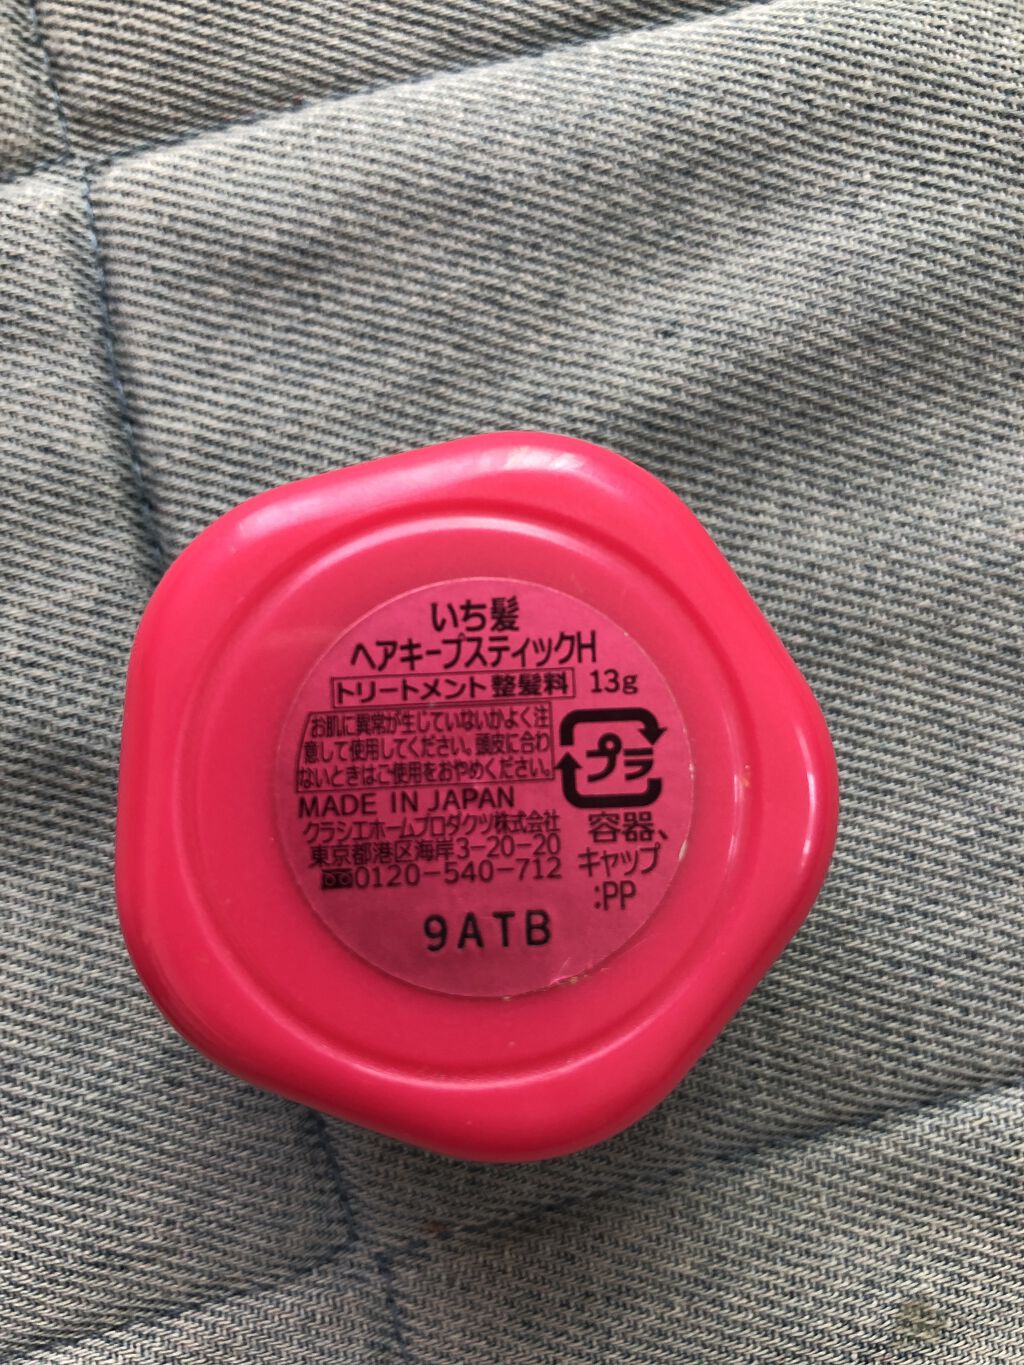 いち髪
ヘアキープスティックH
トリートメント整髪料 13g
お肌に異常が生じていないかよく注
意して使用してください。頭皮に合わ
ないときはご使用をおやめください。
プラ
MADE IN JAPAN
クラシエホームプロダクツ株式会社
東京都港区海岸3-20-20
0120-540-712
容器、
キャップ
:PP
9ATB